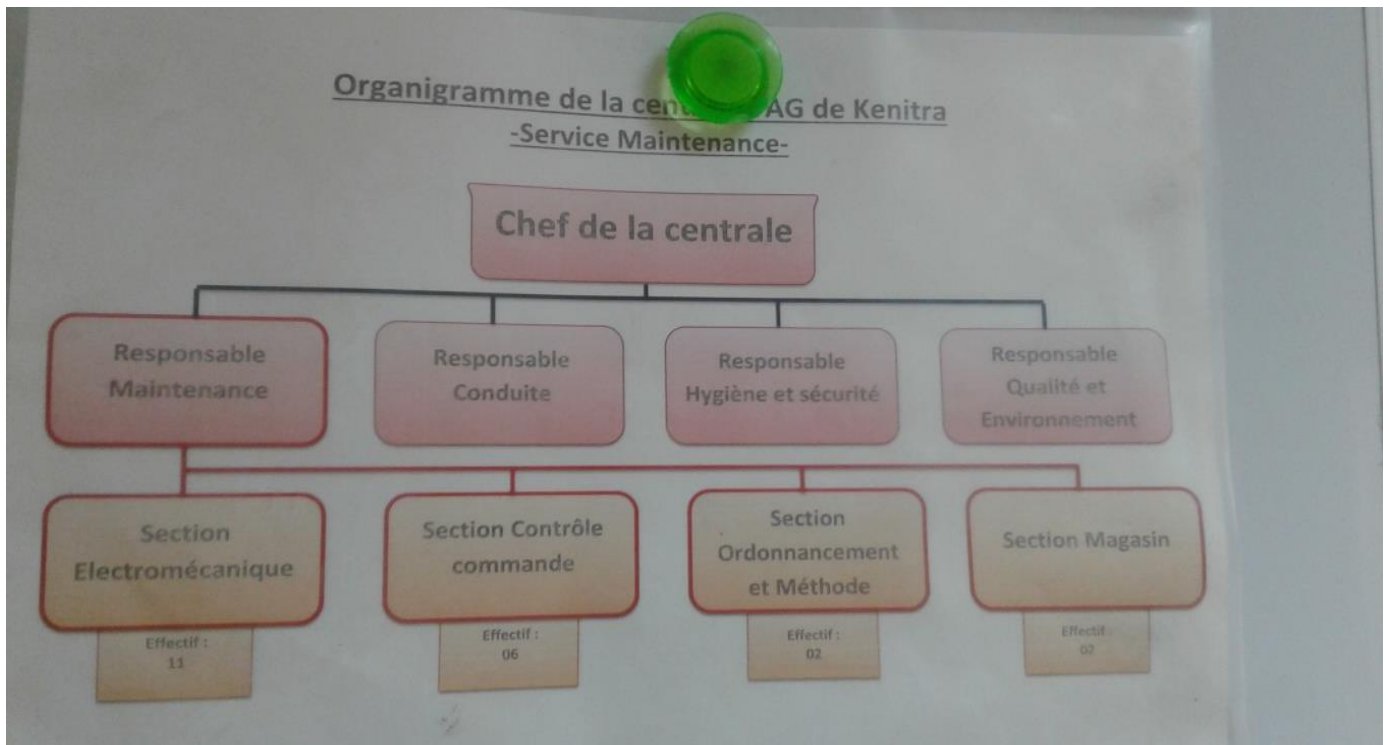 Organigramme de la AG de Kenitra
-Service Maintenance-
Chef de la centrale
Responsable
Maintenance
Responsable
Conduite
Responsable
Hygiène et sécurité
Responsable
Qualité et
Environnement
Section
Electromécanique
Section Contrôle
commande
Section
Ordonnancement
et Méthode
Section Magasin
Effectif :
11
Effectif :
06
Effectif :
02
Effectif :
02